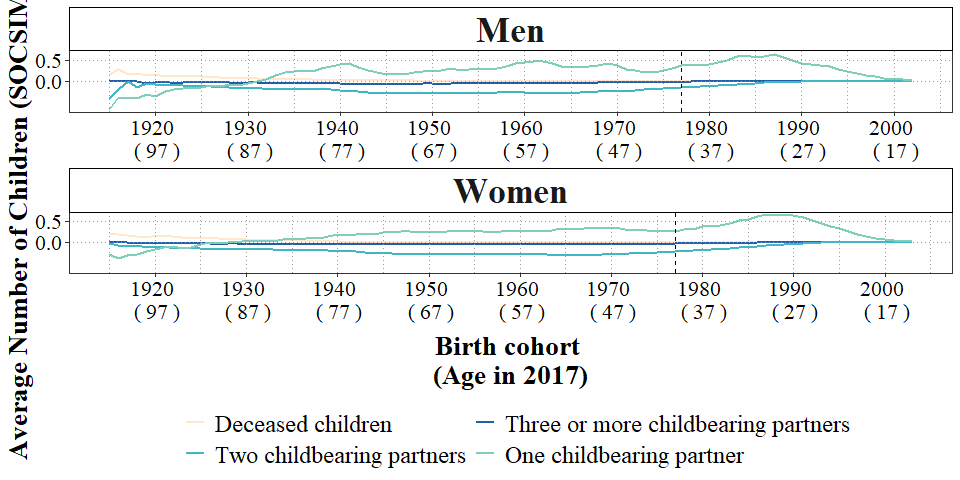 Average Number of Children (SOCSIM
Men
0.5
0.0
1920 1930 1940 1950 1960 1970 1980 1990 2000
( 97 ) ( 87 ) ( 77 ) ( 67 ) ( 57 ) ( 47 ) ( 37 ) ( 27 ) ( 17 )
Women
0.5
0.0
1920 1930 1940 1950 1960 1970 1980 1990 2000
( 97 ) ( 87 ) ( 77 ) ( 67 ) ( 57 ) ( 47 ) ( 37 ) ( 27 ) ( 17 )
Birth cohort
(Age in 2017)
Deceased children Three or more childbearing partners
Two childbearing partners One childbearing partner